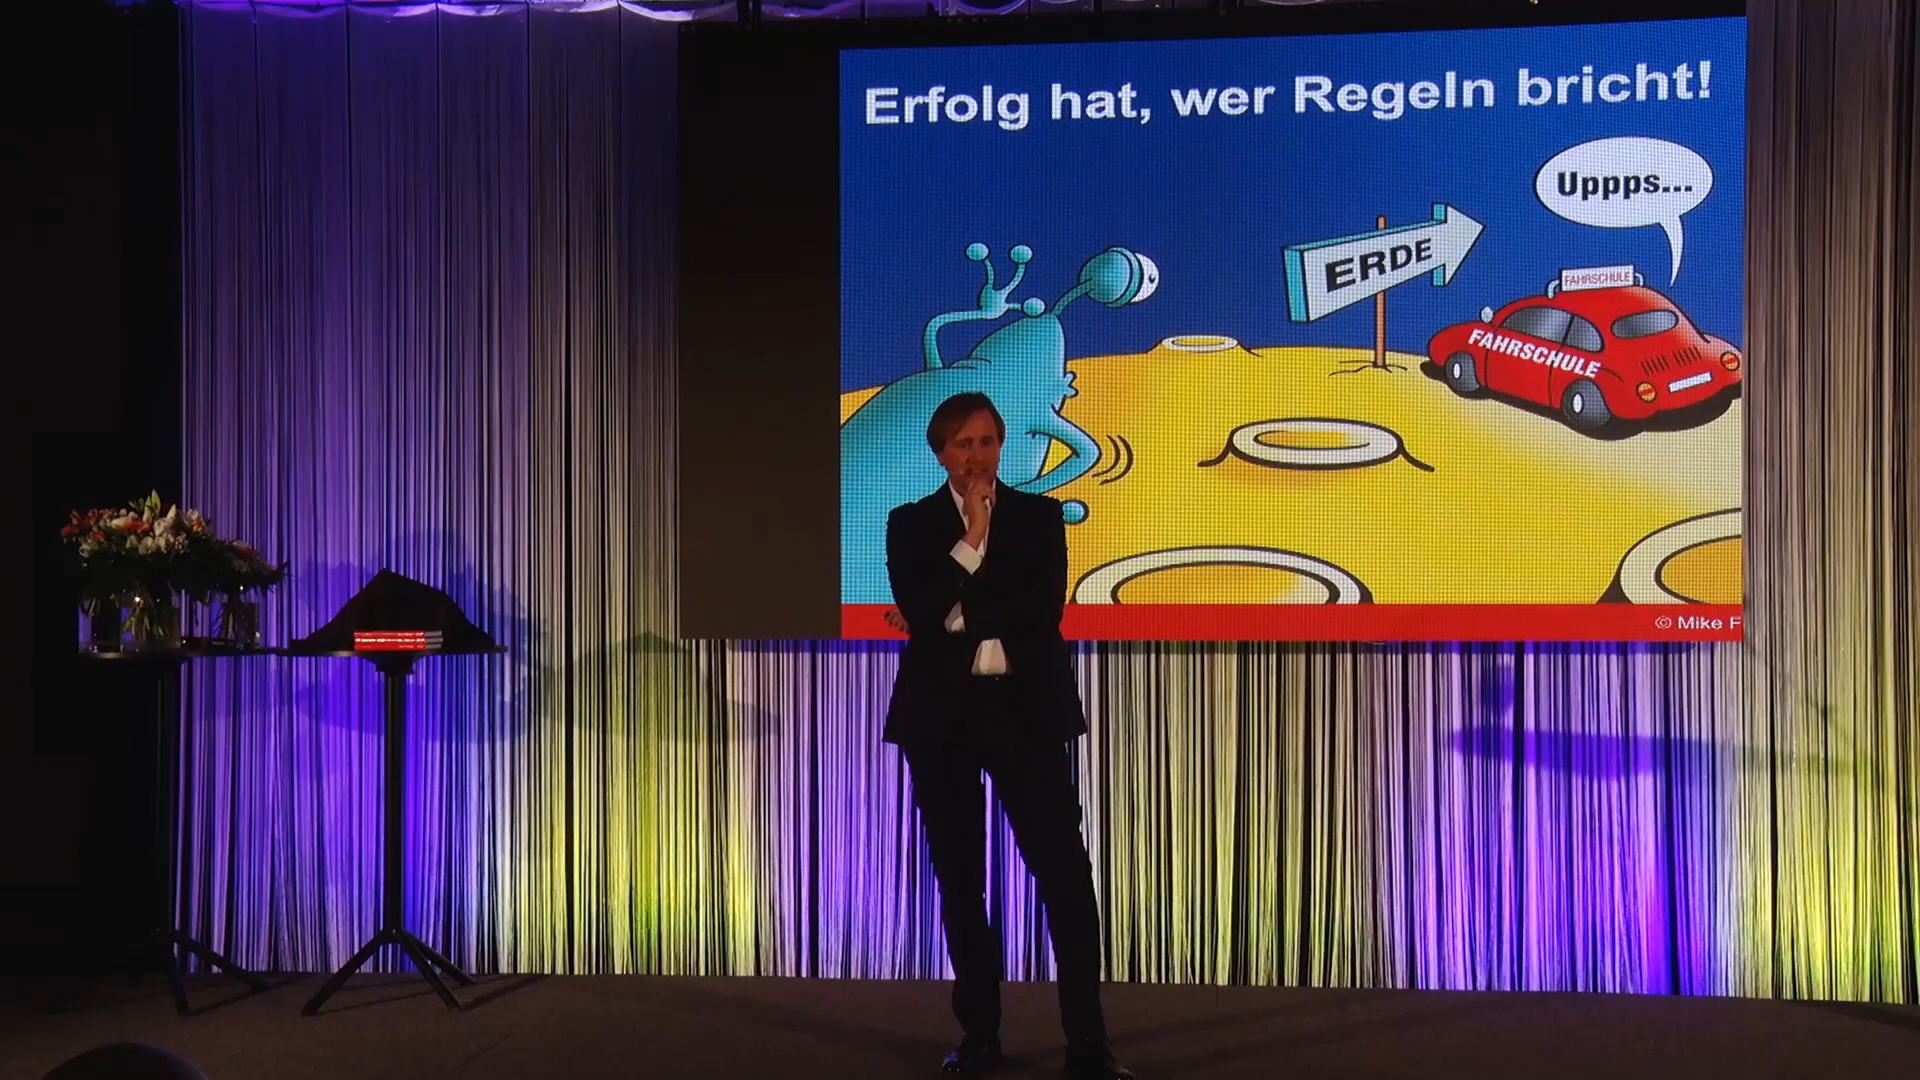 Erfolg hat, wer Regeln bricht!
Uppps...
ERDE
FAHRSCHULE
FAHRSCHULE
© Mike F